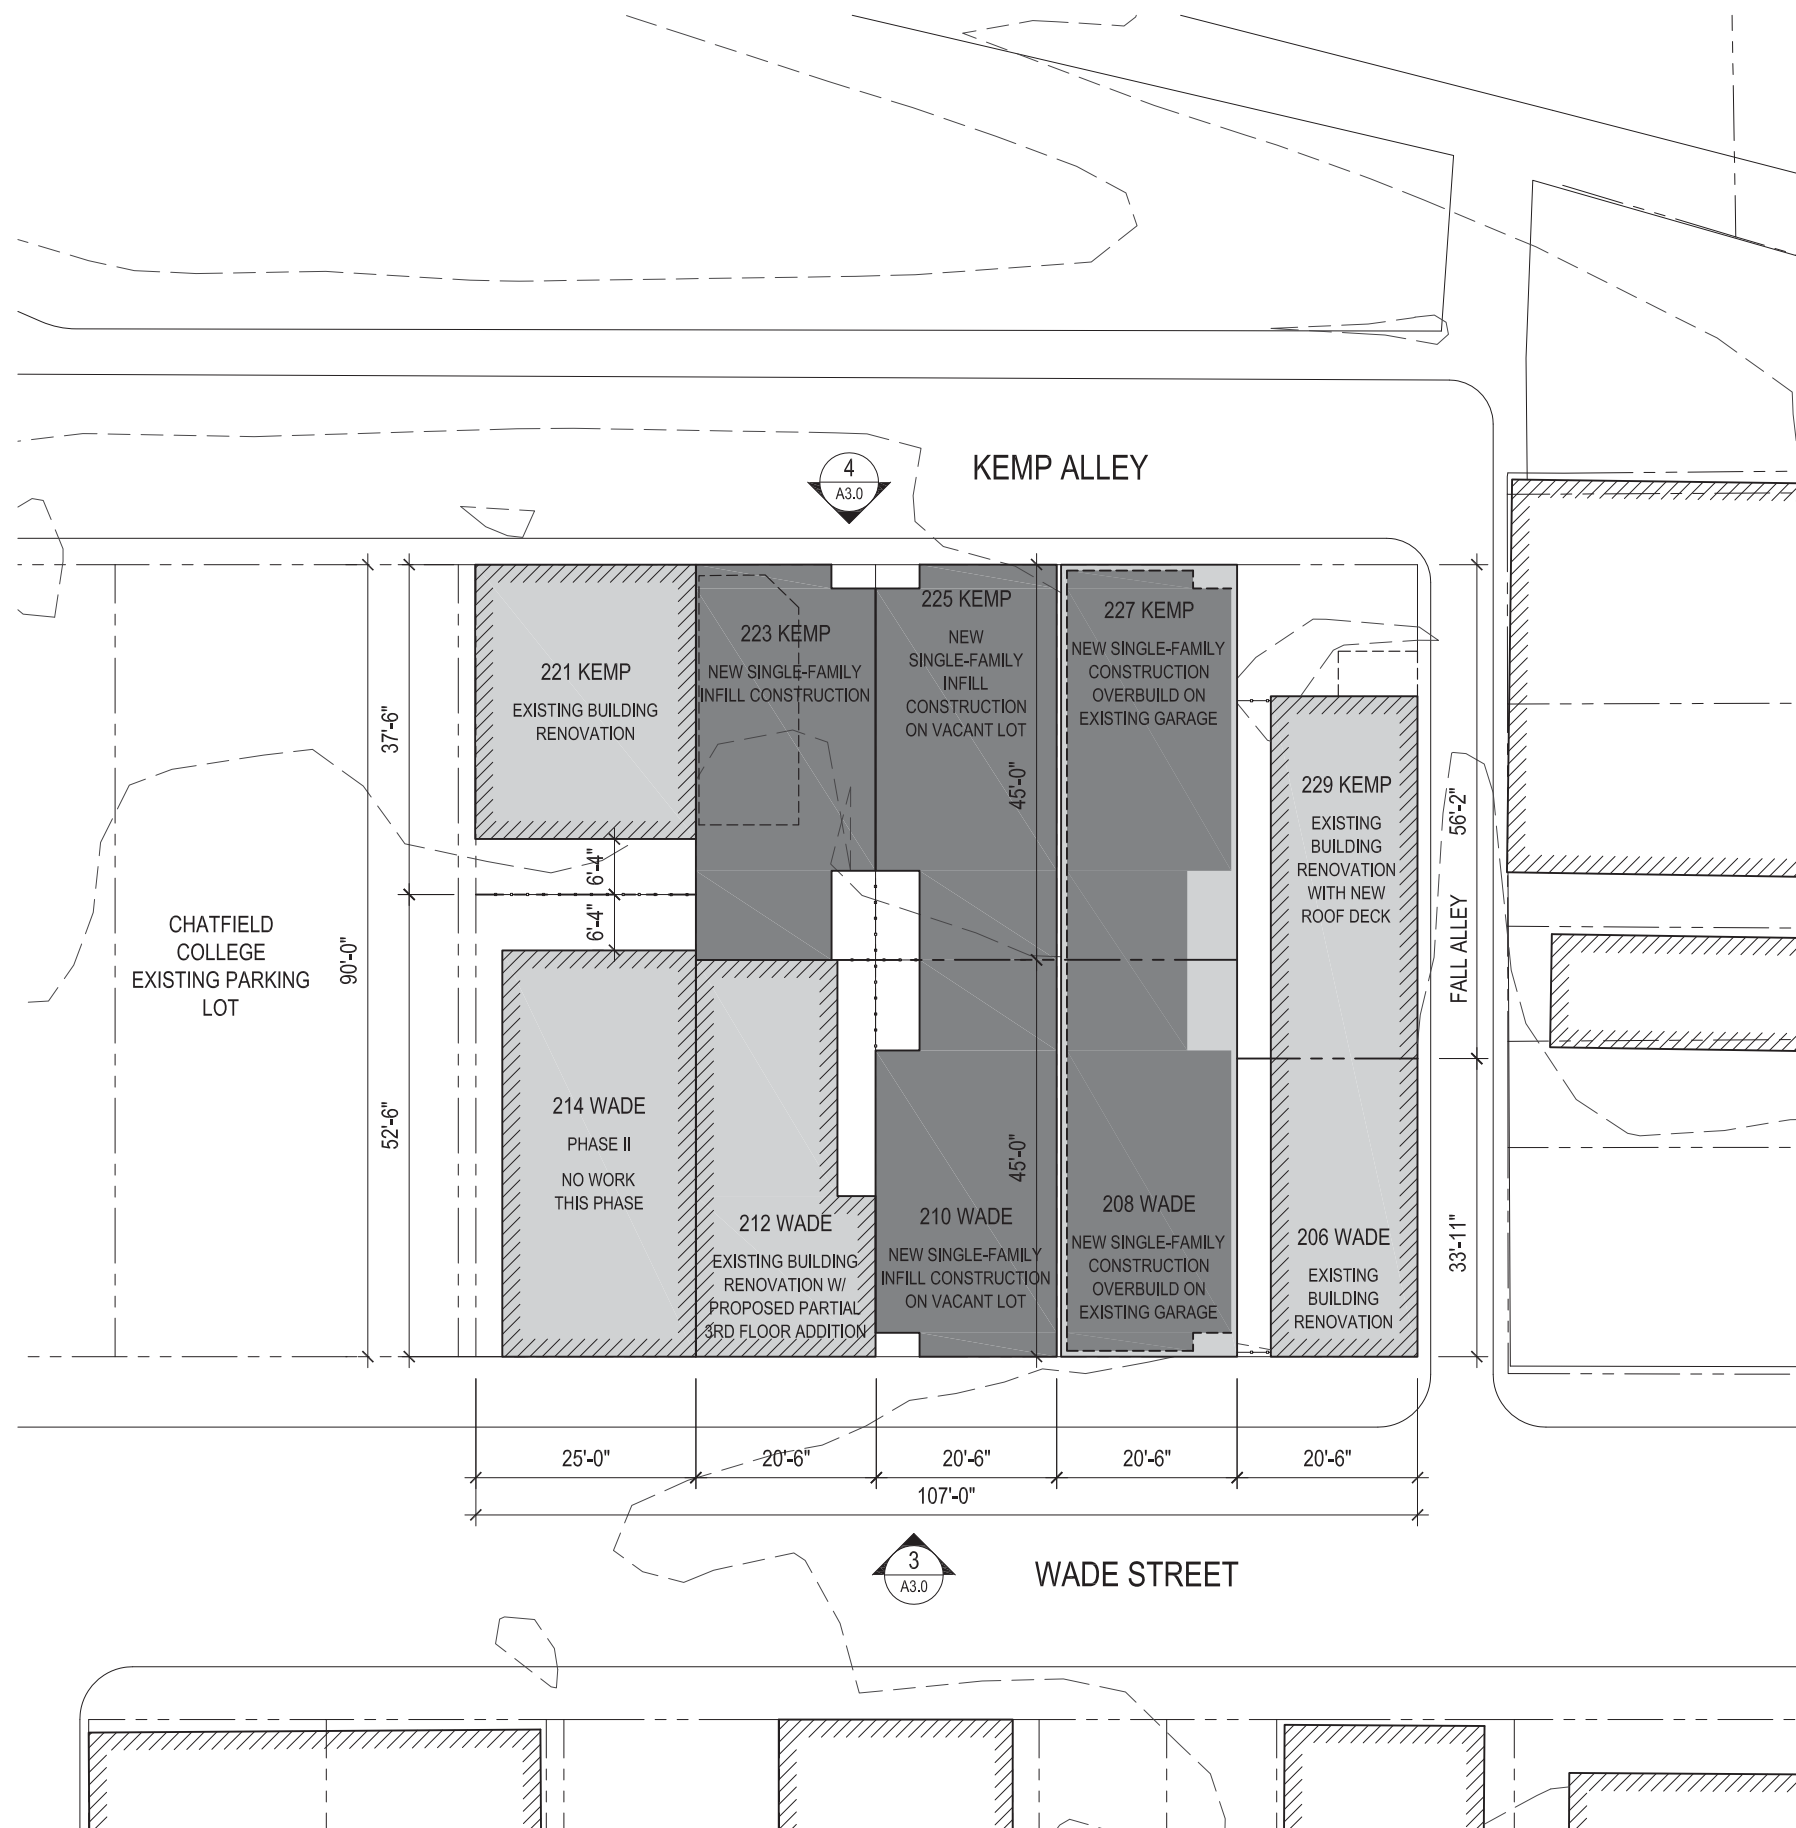 4
A3.0
KEMP ALLEY
221 KEMP
EXISTING BUILDING
RENOVATION
223 KEMP
NEW SINGLE-FAMILY
INFILL CONSTRUCTION
225 KEMP
NEW
SINGLE-FAMILY
INFILL
CONSTRUCTION
ON VACANT LOT
227 KEMP
NEW SINGLE-FAMILY
CONSTRUCTION
OVERBUILD ON
EXISTING GARAGE
229 KEMP
EXISTING
BUILDING
RENOVATION
WITH NEW
ROOF DECK
37'-6"
45'-0"
56'-2"
6'-4"
6'-4"
CHATFIELD
COLLEGE
EXISTING PARKING
LOT
90'-0"
FALL ALLEY
52'-6"
214 WADE
PHASE II
NO WORK
THIS PHASE
212 WADE
EXISTING BUILDING
RENOVATION W/
PROPOSED PARTIAL
3RD FLOOR ADDITION
210 WADE
NEW SINGLE-FAMILY
INFILL CONSTRUCTION
ON VACANT LOT
45'-0"
208 WADE
NEW SINGLE-FAMILY
CONSTRUCTION
OVERBUILD ON
EXISTING GARAGE
206 WADE
EXISTING
BUILDING
RENOVATION
33'-11"
25'-0"
20'-6"
20'-6"
20'-6"
20'-6"
107'-0"
3
A3.0
WADE STREET